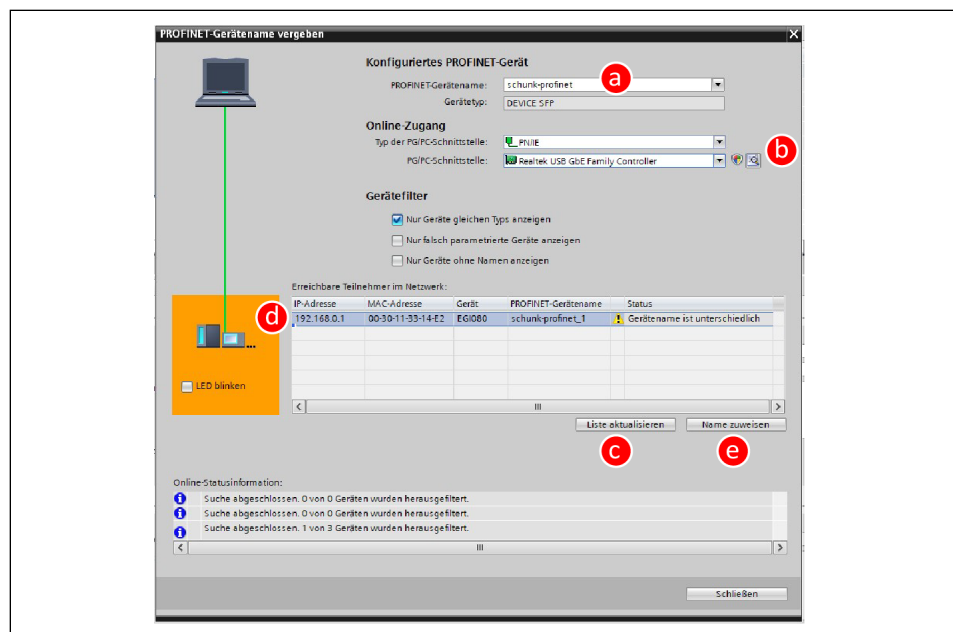 PROFINET-Gerätename vergeben
Konfiguriertes PROFINET-Gerät
a
PROFINET-Gerätename: schunk-profinet
Gerätetyp: DEVICE SFP
Online-Zugang
Typ der PG/PC-Schnittstelle: PN/IE
b
PG/PC-Schnittstelle: Realtek USB GbE Family Controller
Gerätefilter
Nur Geräte gleichen Typs anzeigen
Nur falsch parametrierte Geräte anzeigen
Nur Geräte ohne Namen anzeigen
Erreichbare Teilnehmer im Netzwerk:
IP-Adresse MAC-Adresse Gerät PROFINET-Gerätename Status
d
192.168.0.1 00-30-11-33-14-E2 EGI080 schunk-profinet_1 Gerätename ist unterschiedlich
...
LED blinken
Liste aktualisieren Name zuweisen
c e
Online-Statusinformation:
Suche abgeschlossen. 0 von 0 Geräten wurden herausgefiltert.
Suche abgeschlossen. 0 von 0 Geräten wurden herausgefiltert.
Suche abgeschlossen. 1 von 3 Geräten wurden herausgefiltert.
Schließen